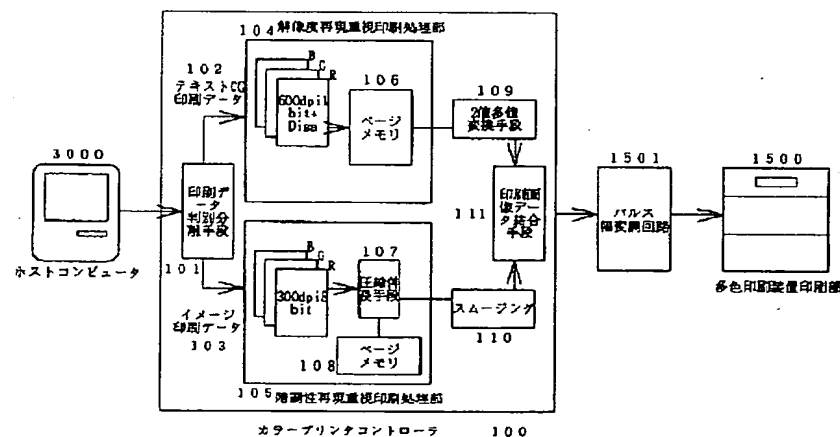 104
解像度再現重視印刷処理部
102
テキストCG
印刷データ
B
G
R
600dpi1
bit+
Disa
106
ページ
メモリ
109
2値多値
変換手段
3000
ホストコンピュータ
印刷デ
ータ
判別分
割手段
101
111
印刷画
像デー
タ結合
手段
1501
パルス
幅変調回路
1500
多色印刷装置印刷部
イメージ
印刷データ
103
B
G
R
300dpi8
bit
107
圧縮伸
長手段
108
ページ
メモリ
スムージング
110
105
階調性再現重視印刷処理部
カラープリンタコントローラ
100